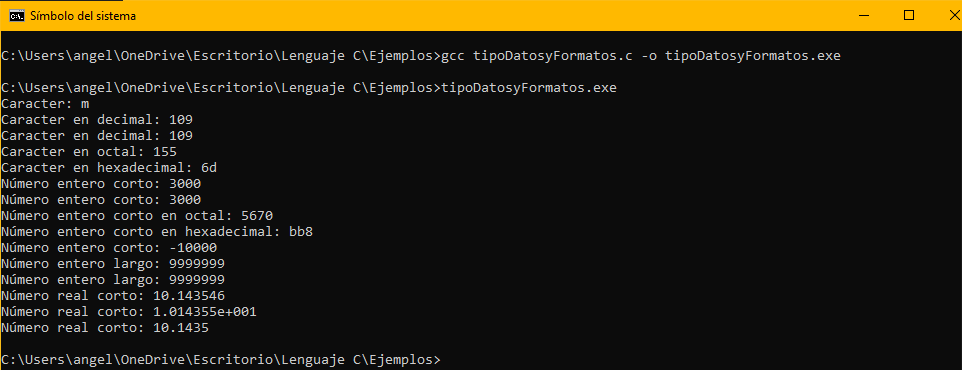 Símbolo del sistema
C:\Users\angel\OneDrive\Escritorio\Lenguaje C\Ejemplos>gcc tipoDatosyFormatos.c -o tipoDatosyFormatos.exe
C:\Users\angel\OneDrive\Escritorio\Lenguaje C\Ejemplos>tipoDatosyFormatos.exe
Caracter: m
Caracter en decimal: 109
Caracter en decimal: 109
Caracter en octal: 155
Caracter en hexadecimal: 6d
Número entero corto: 3000
Número entero corto: 3000
Número entero corto en octal: 5670
Número entero corto en hexadecimal: bb8
Número entero corto: -10000
Número entero largo: 9999999
Número entero largo: 9999999
Número real corto: 10.143546
Número real corto: 1.014355e+001
Número real corto: 10.1435
C:\Users\angel\OneDrive\Escritorio\Lenguaje C\Ejemplos>